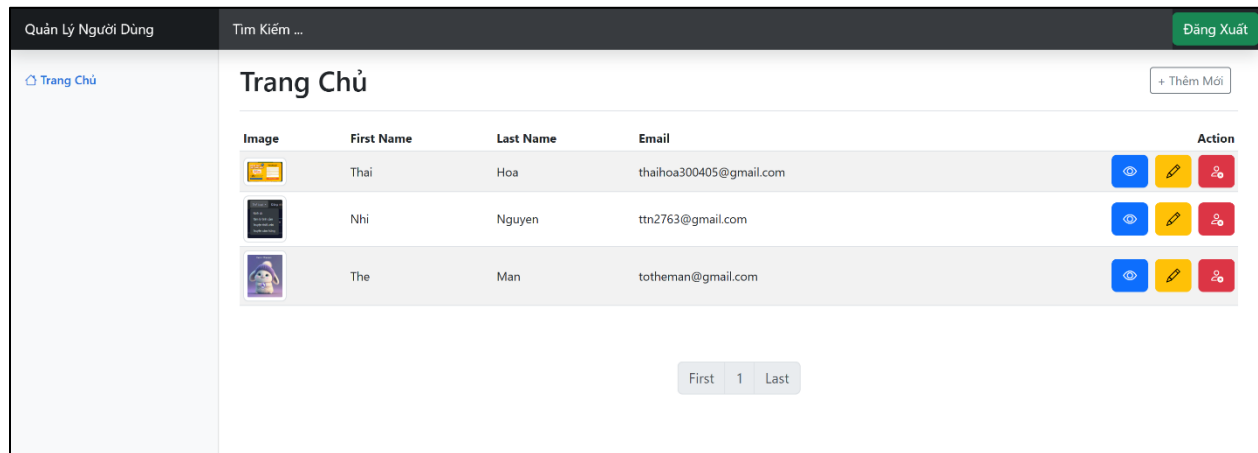 Quản Lý Người Dùng Tìm Kiếm ... Đăng Xuất
Trang Chủ
Trang Chủ + Thêm Mới
Image First Name Last Name Email Action
Thai Hoa thaihoa300405@gmail.com
Nhi Nguyen ttn2763@gmail.com
The Man totheman@gmail.com
First 1 Last